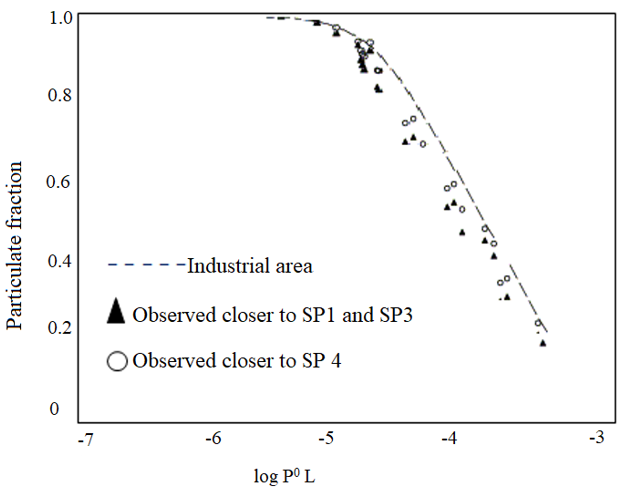 1.0
0.8
0.6
0.4
0.2
0
Particulate fraction
Industrial area
Observed closer to SP1 and SP3
Observed closer to SP 4
-7
-6
-5
-4
-3
log P⁰ L